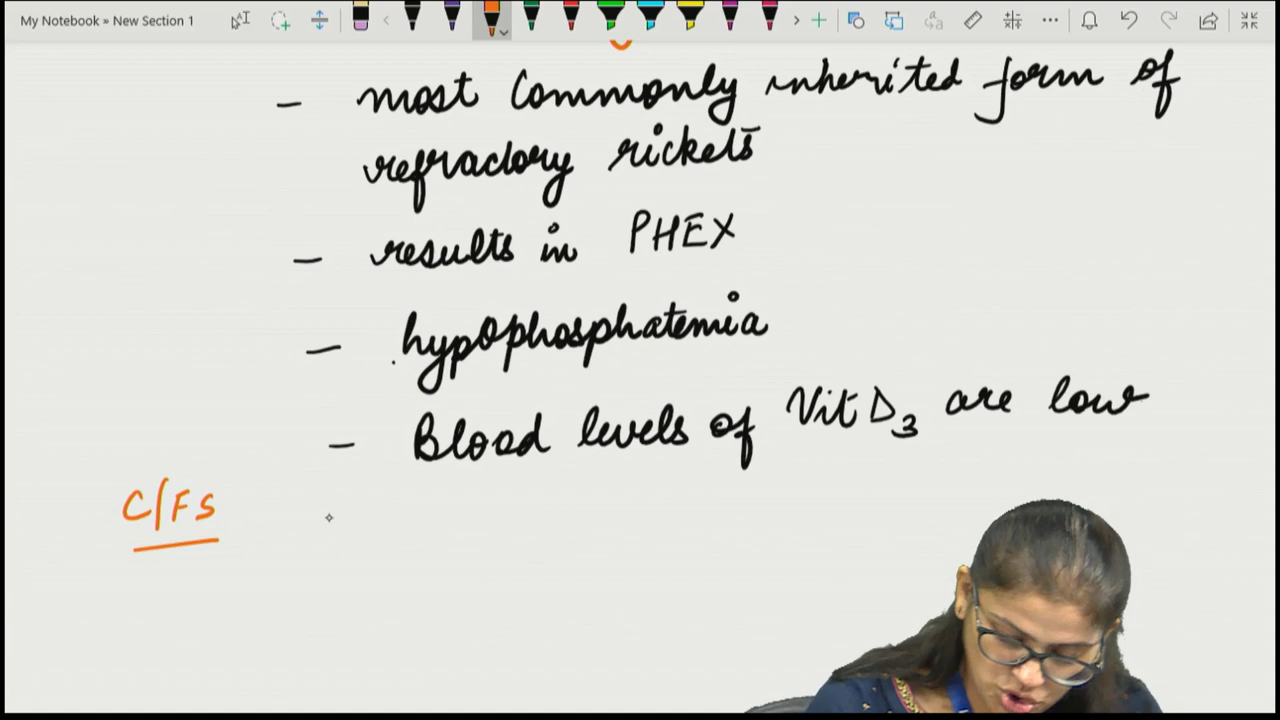 My Notebook » New Section 1
- most commonly inherited form of
refractory rickets
- results in PHEX
- hypophosphatemia
- Blood levels of Vit D3 are low
C/Fs